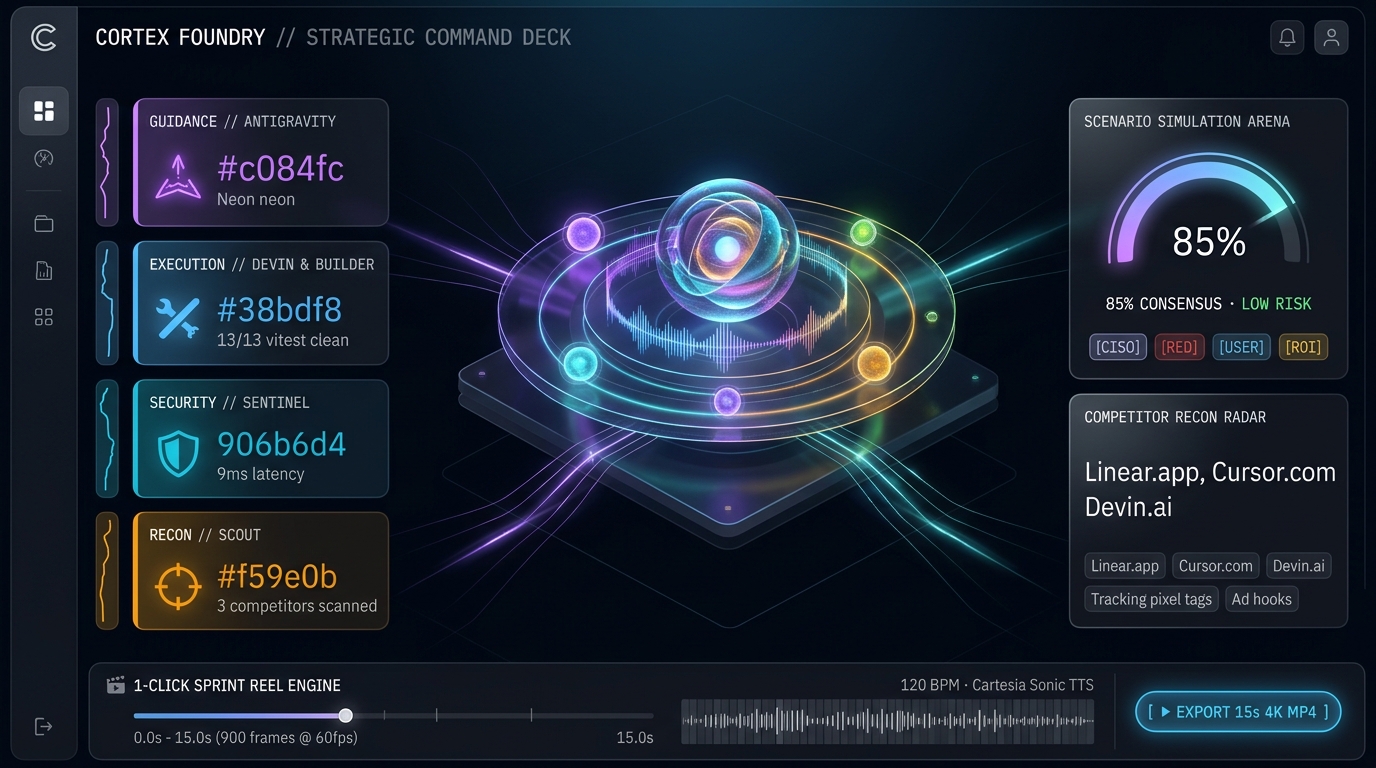 CORTEX FOUNDRY // STRATEGIC COMMAND DECK
GUIDANCE // ANTIGRAVITY
#c084fc
Neon neon
EXECUTION // DEVIN & BUILDER
#38bdf8
13/13 vitest clean
SECURITY // SENTINEL
906b6d4
9ms latency
RECON // SCOUT
#f59e0b
3 competitors scanned
SCENARIO SIMULATION ARENA
85%
85% CONSENSUS · LOW RISK
[CISO] [RED] [USER] [ROI]
COMPETITOR RECON RADAR
Linear.app, Cursor.com
Devin.ai
Linear.app Cursor.com Devin.ai
Tracking pixel tags Ad hooks
1-CLICK SPRINT REEL ENGINE
0.0s - 15.0s (900 frames @ 60fps) 15.0s
120 BPM · Cartesia Sonic TTS
[ ▶ EXPORT 15s 4K MP4 ]